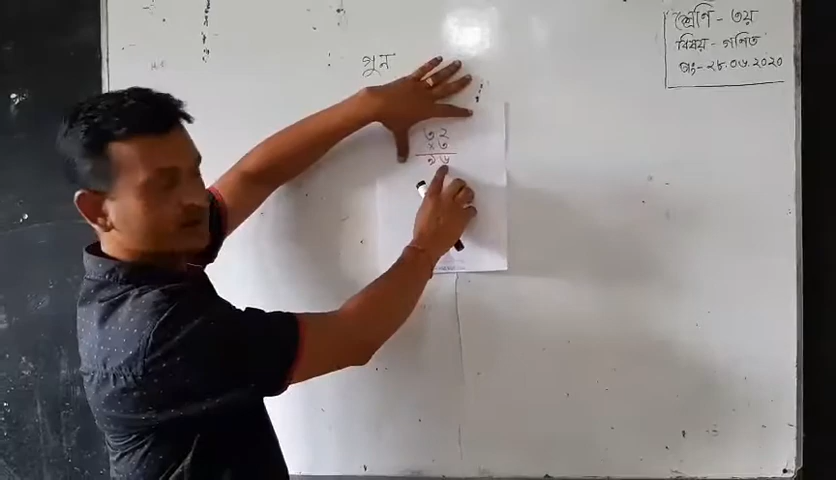 শ্রেণি - ৩য়
বিষয় - গণিত
তাং-২৮.০৬.২০২০
গুন
৩২
×৩
৯৬